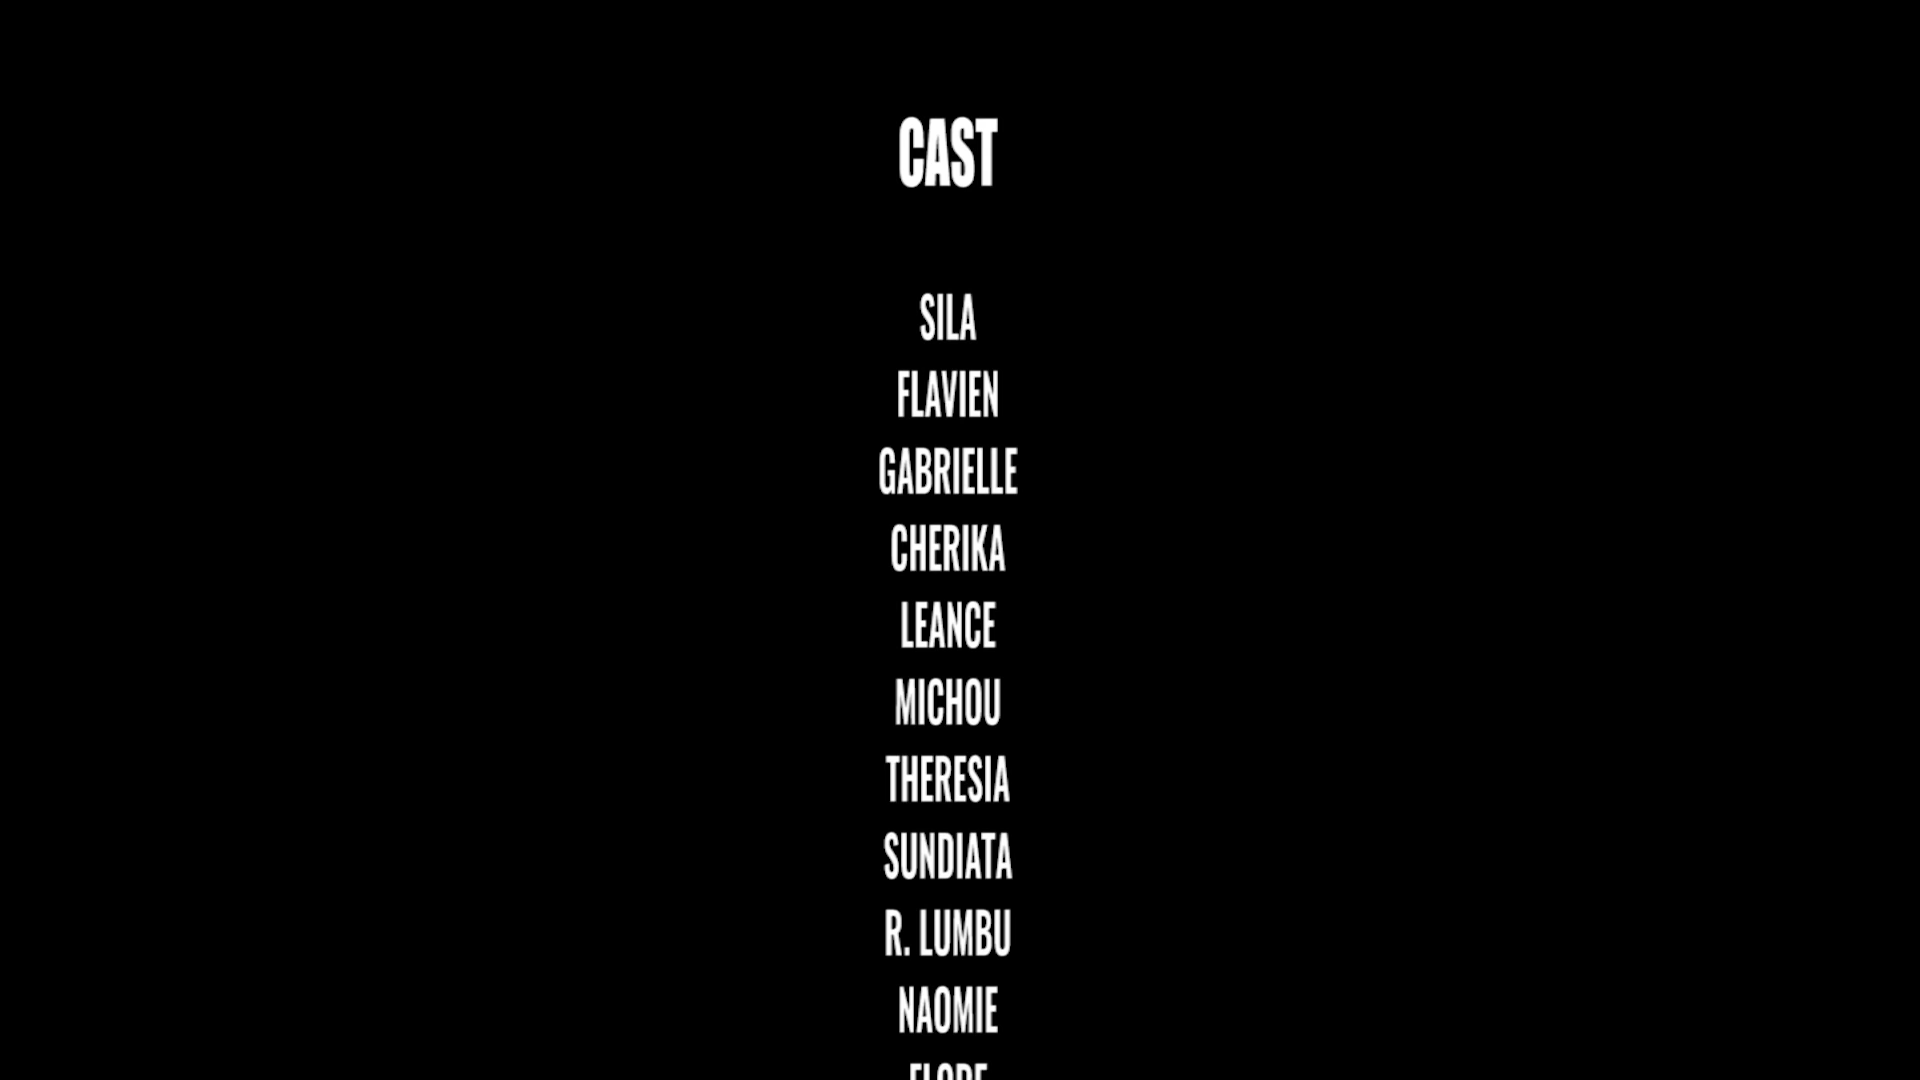 CAST
SILA
FLAVIEN
GABRIELLE
CHERIKA
LEANCE
MICHOU
THERESIA
SUNDIATA
R. LUMBU
NAOMIE